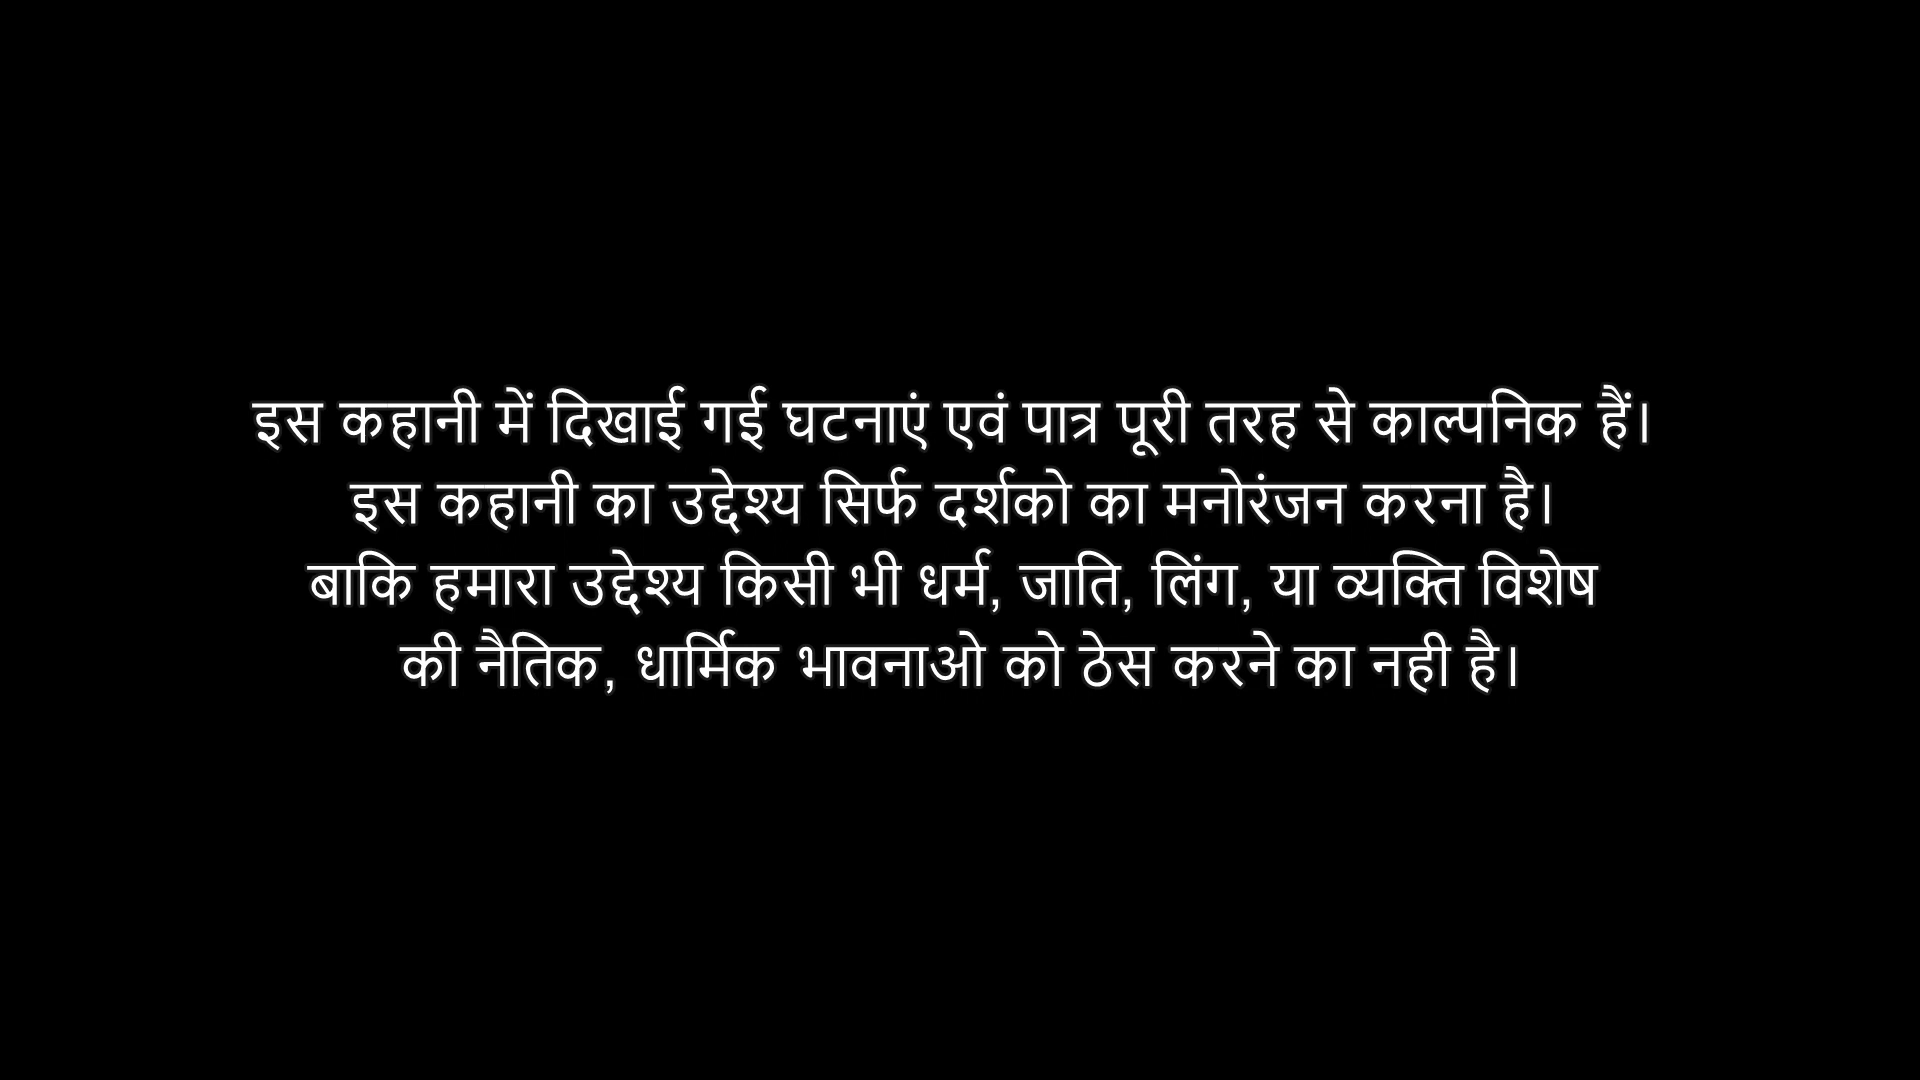 इस कहानी में दिखाई गई घटनाएं एवं पात्र पूरी तरह से काल्पनिक हैं।
इस कहानी का उद्देश्य सिर्फ दर्शको का मनोरंजन करना है।
बाकि हमारा उद्देश्य किसी भी धर्म, जाति, लिंग, या व्यक्ति विशेष
की नैतिक, धार्मिक भावनाओ को ठेस करने का नही है।